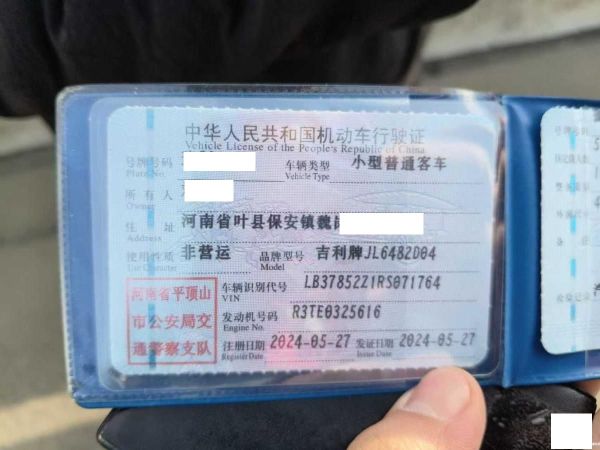 中华人民共和国机动车行驶证
Vehicle License of the People's Republic of China
号牌号码
Plate No.
车辆类型 小型普通客车
Vehicle Type
所有人
Owner
住址 河南省叶县保安镇魏
Address
使用性质 非营运 品牌型号 吉利牌JL6482D04
Use Character Model
河南省平顶山
市公安局交
通警察支队
车辆识别代号 LB37852Z1RS071764
VIN
发动机号码 R3TE0325616
Engine No.
注册日期 2024-05-27 发证日期 2024-05-27
Register Date Issue Date